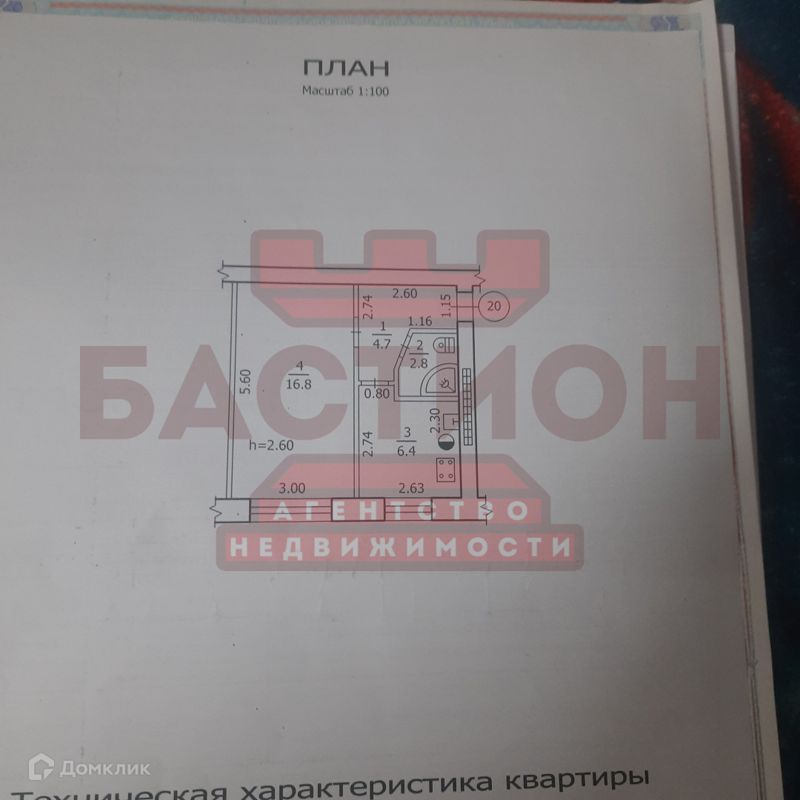 ПЛАН
Масштаб 1:100
2.60
2.74
1.15
20
1.16
1
4.7
2
2.8
4
16.8
5.60
0.80
2.30
3
6.4
2.74
h=2.60
3.00
2.63
БАСТИОН
АГЕНТСТВО
НЕДВИЖИМОСТИ
Домклик
Техническая характеристика квартиры